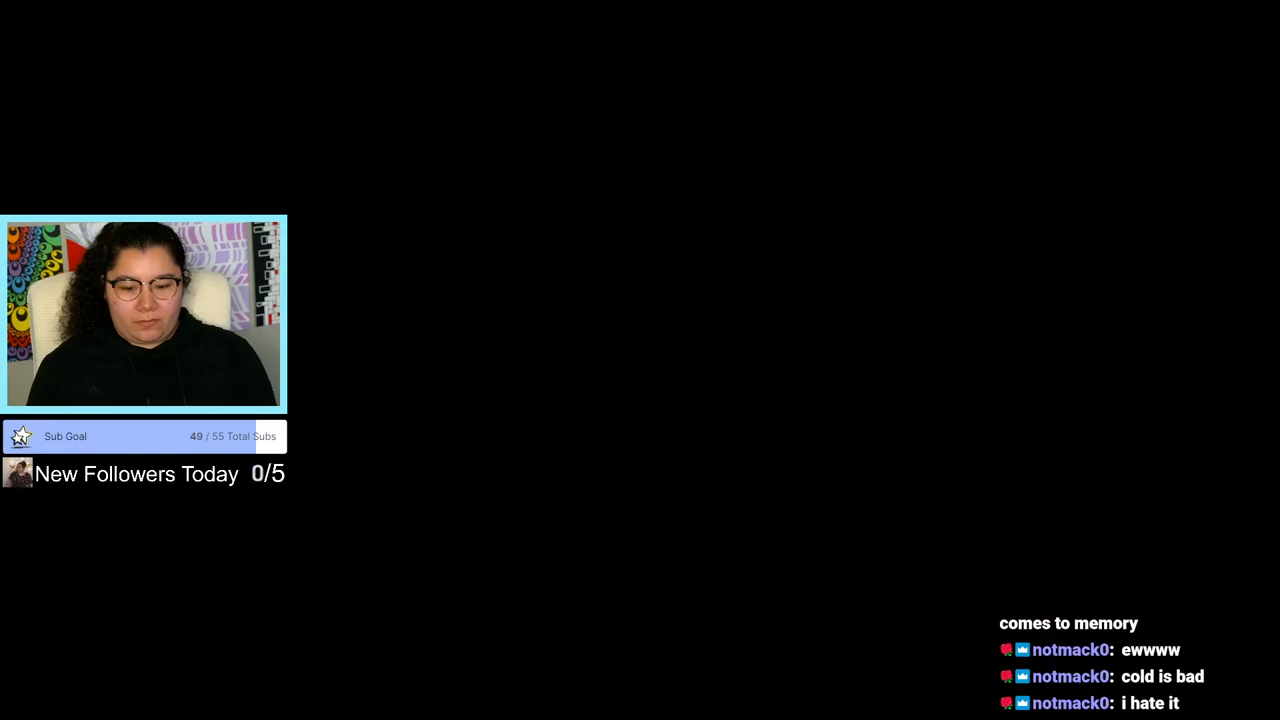 Sub Goal 49 / 55 Total Subs
New Followers Today 0/5
comes to memory
notmack0: ewwww
notmack0: cold is bad
notmack0: i hate it